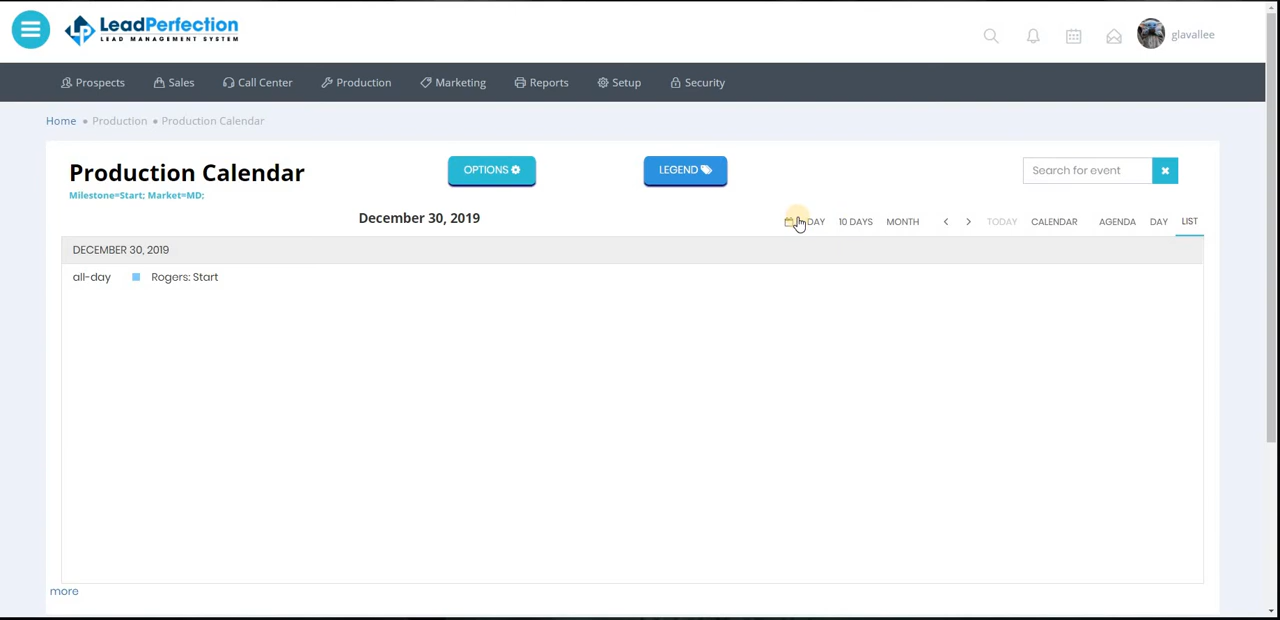 LeadPerfection
LEAD MANAGEMENT SYSTEM
glavallee
Prospects Sales Call Center Production Marketing Reports Setup Security
Home Production Production Calendar
Production Calendar OPTIONS LEGEND Search for event
Milestone=Start; Market=MD;
December 30, 2019 DAY 10 DAYS MONTH < > TODAY CALENDAR AGENDA DAY LIST
DECEMBER 30, 2019
all-day Rogers: Start
more